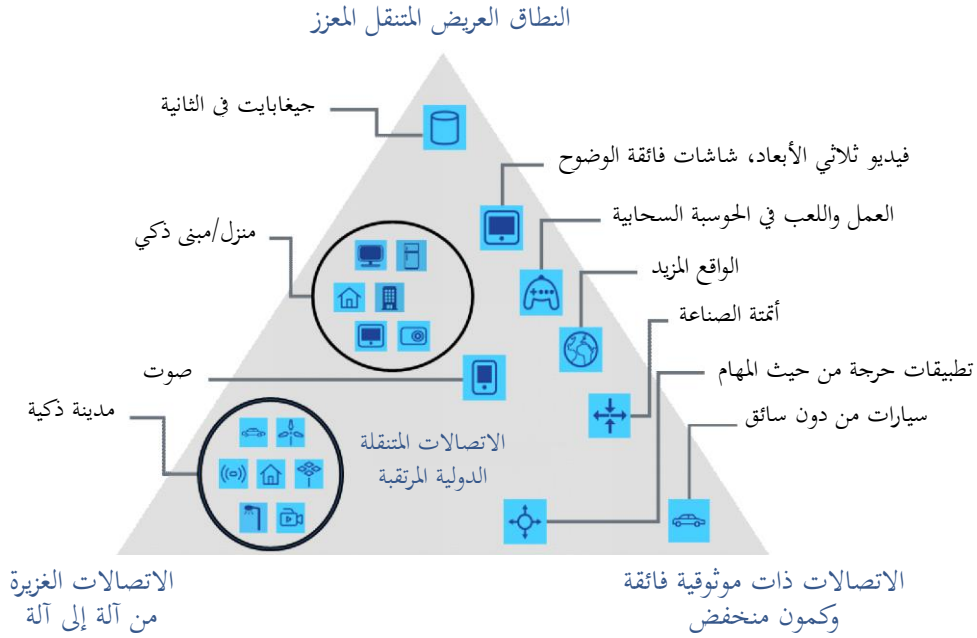 النطاق العريض المتنقل المعزز
جيغابايت في الثانية
فيديو ثلاثي الأبعاد، شاشات فائقة الوضوح
العمل واللعب في الحوسبة السحابية
منزل/مبنى ذكي
الواقع المزيد
أتمتة الصناعة
صوت
تطبيقات حرجة من حيث المهام
مدينة ذكية
سيارات من دون سائق
الاتصالات المتنقلة
الدولية المرتقبة
الاتصالات ذات موثوقية فائقة
وكمون منخفض
الاتصالات الغزيرة
من آلة إلى آلة